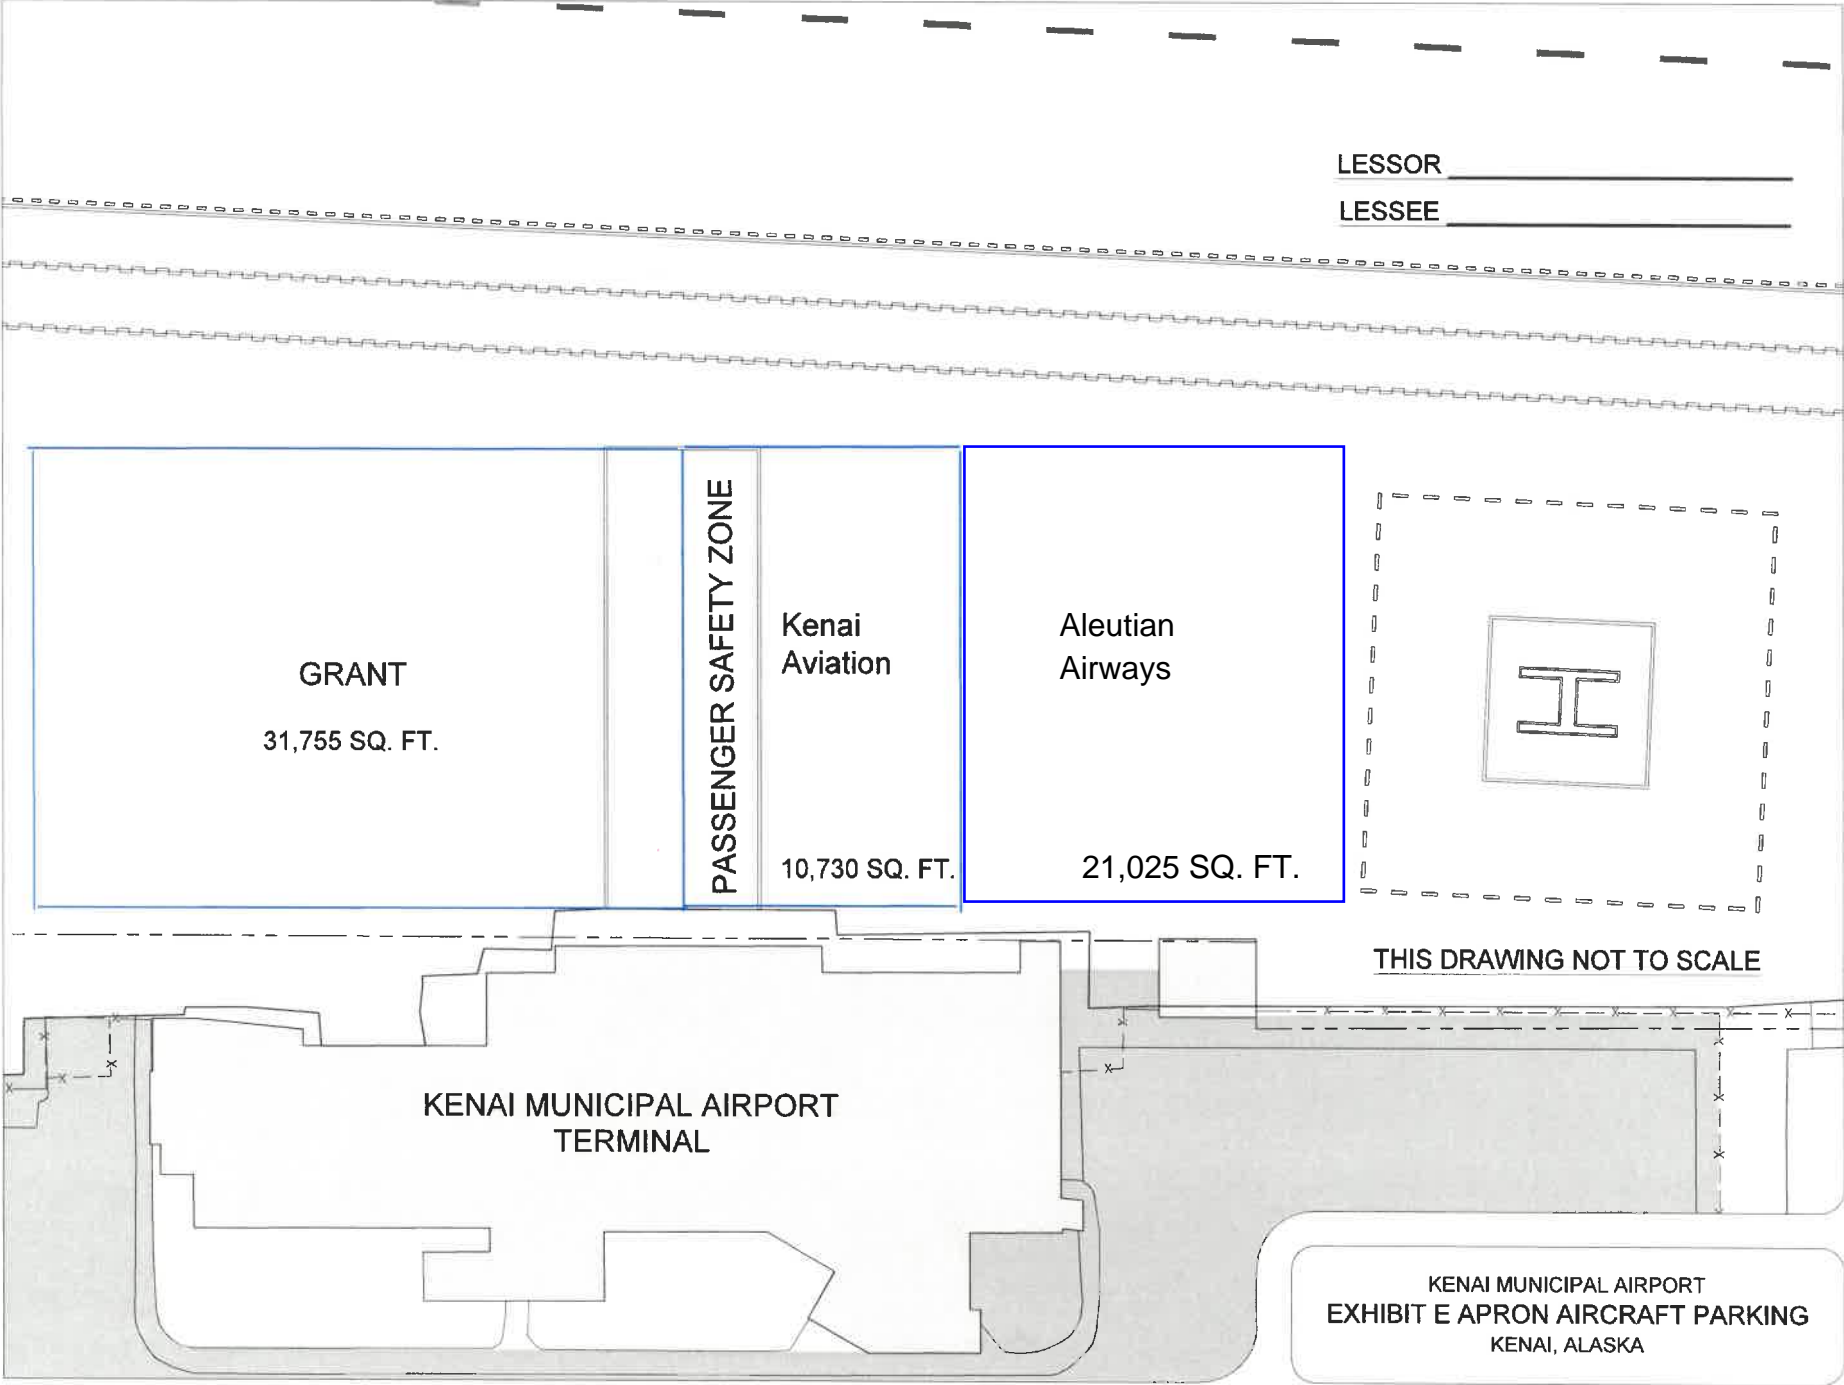 LESSOR
LESSEE
GRANT
31,755 SQ. FT.
PASSENGER SAFETY ZONE
Kenai
Aviation
10,730 SQ. FT.
Aleutian
Airways
21,025 SQ. FT.
H
THIS DRAWING NOT TO SCALE
KENAI MUNICIPAL AIRPORT
TERMINAL
KENAI MUNICIPAL AIRPORT
EXHIBIT E APRON AIRCRAFT PARKING
KENAI, ALASKA